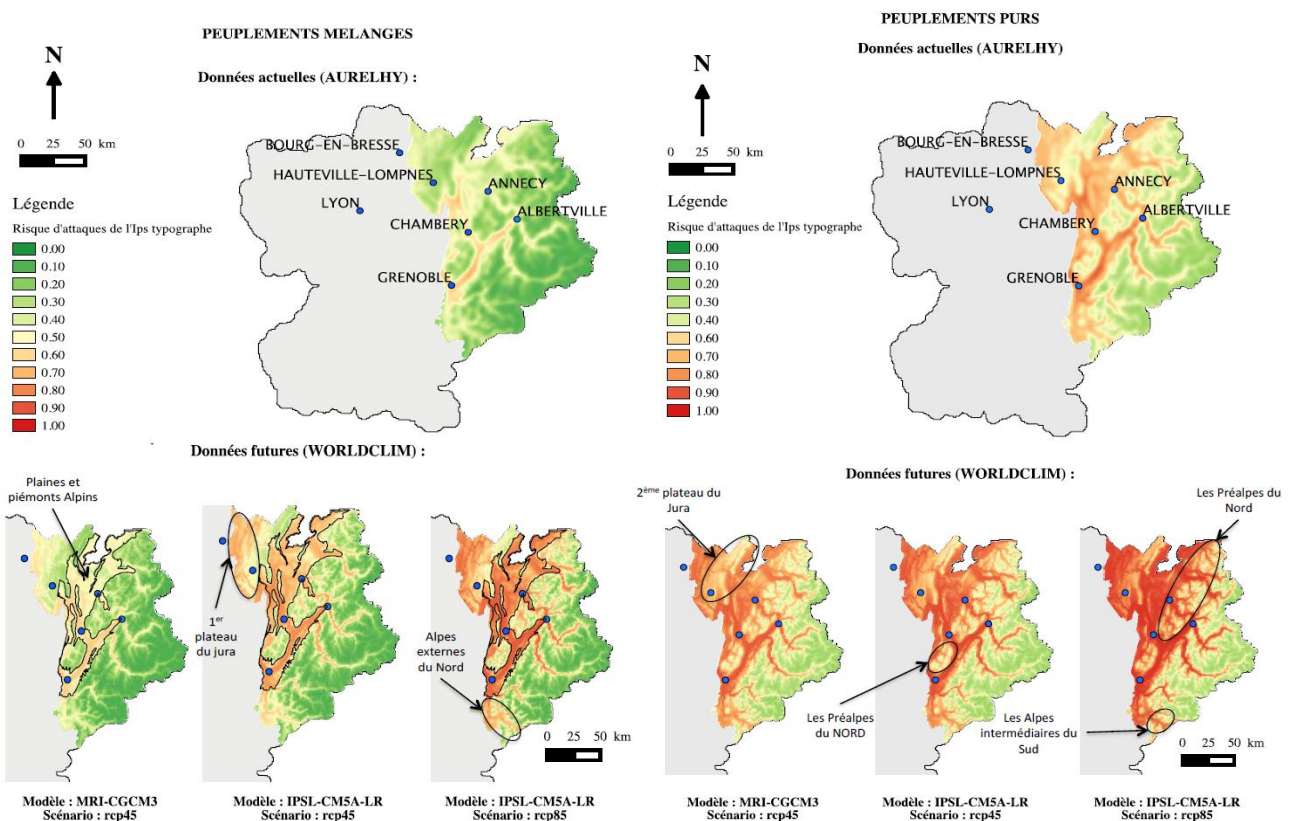 PEUPLEMENTS MELANGES
Données actuelles (AURELHY) :
N
0 25 50 km
BOURG-EN-BRESSE
HAUTEVILLE-LOMPNES
ANNECY
LYON
ALBERTVILLE
CHAMBERY
GRENOBLE
Légende
Risque d'attaques de l'Ips typographe
0.00
0.10
0.20
0.30
0.40
0.50
0.60
0.70
0.80
0.90
1.00
Données futures (WORLDCLIM) :
Plaines et
piémonts Alpins
1er
plateau
du jura
Alpes
externes
du Nord
0 25 50 km
Modèle : MRI-CGCM3
Scénario : rcp45
Modèle : IPSL-CM5A-LR
Scénario : rcp45
Modèle : IPSL-CM5A-LR
Scénario : rcp85
PEUPLEMENTS PURS
Données actuelles (AURELHY)
N
0 25 50 km
BOURG-EN-BRESSE
HAUTEVILLE-LOMPNES
ANNECY
LYON
ALBERTVILLE
CHAMBERY
GRENOBLE
Légende
Risque d'attaques de l'Ips typographe
0.00
0.10
0.20
0.30
0.40
0.60
0.70
0.80
0.90
1.00
Données futures (WORLDCLIM) :
2ème plateau du
Jura
Les Préalpes du
Nord
Les Préalpes
du NORD
Les Alpes
intermédiaires du
Sud
0 25 50 km
Modèle : MRI-CGCM3
Scénario : rcp45
Modèle : IPSL-CM5A-LR
Scénario : rcp45
Modèle : IPSL-CM5A-LR
Scénario : rcp85